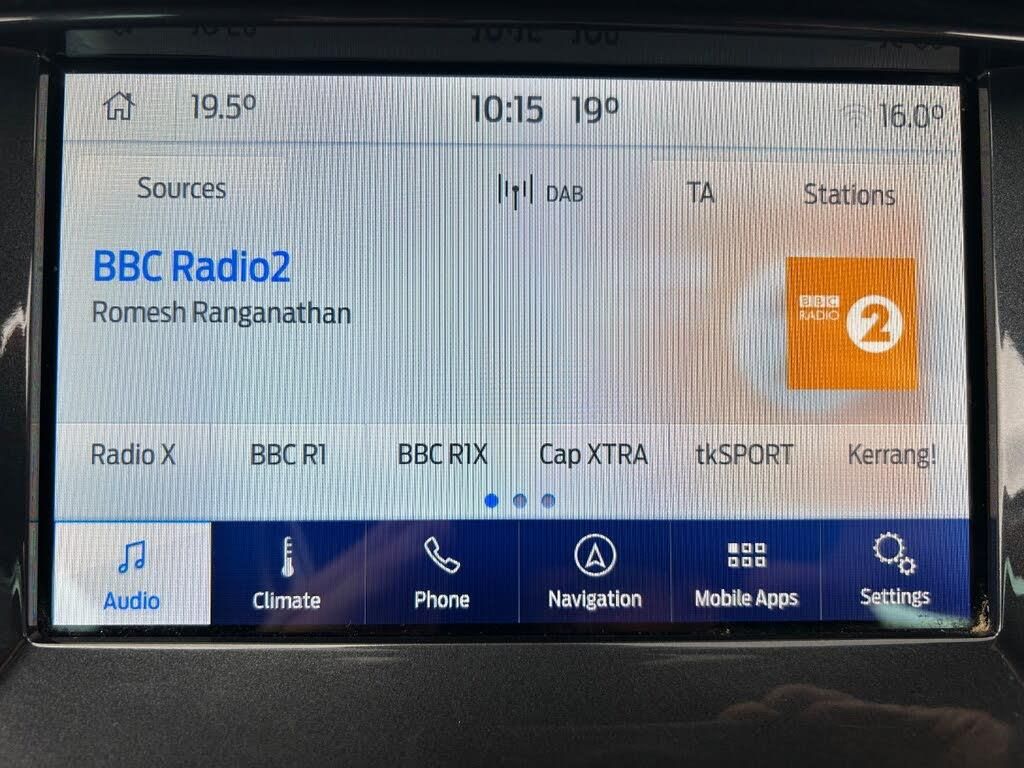 19.5° 10:15 19° 16.0°
Sources DAB TA Stations
BBC Radio2
Romesh Ranganathan
BBC
RADIO 2
Radio X BBC R1 BBC R1X Cap XTRA tkSPORT Kerrang!
Audio Climate Phone Navigation Mobile Apps Settings